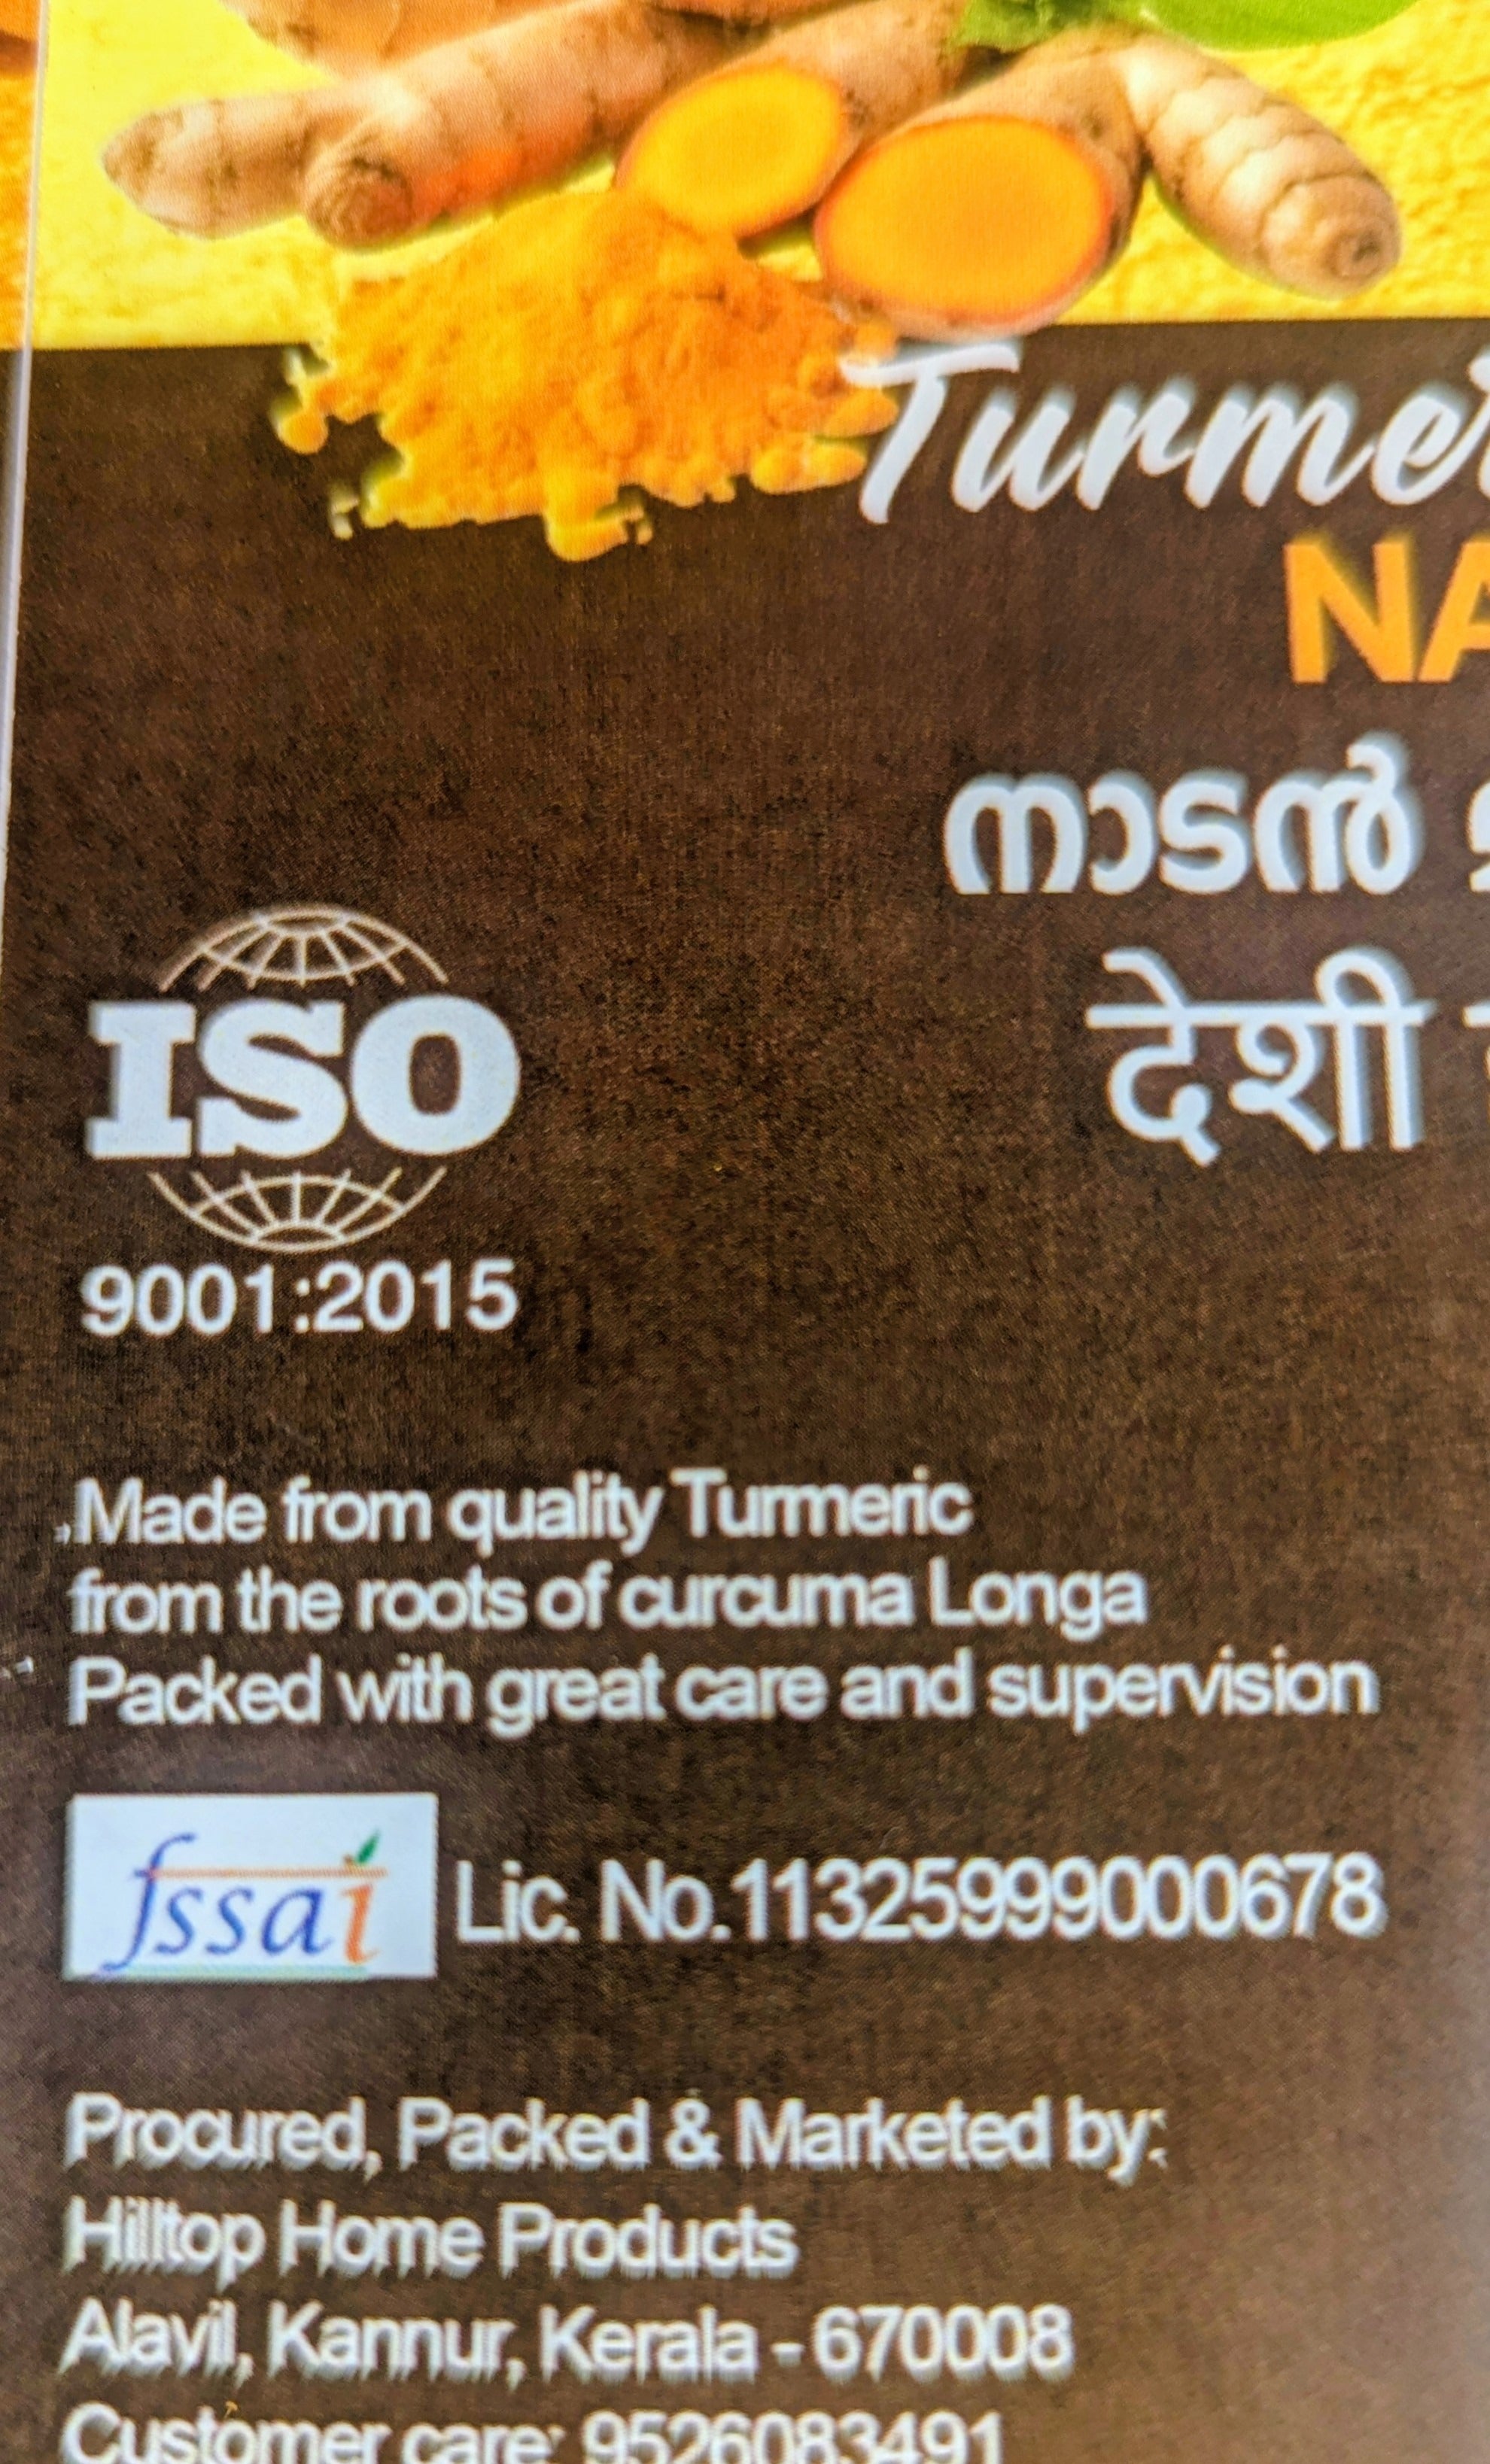 Turme
NA
നാടൻ
देशी
ISO
9001:2015
Made from quality Turmeric
from the roots of curcuma Longa
Packed with great care and supervision
fssai Lic. No.11325999000678
Procured, Packed & Marketed by:
Hilltop Home Products
Alavil, Kannur, Kerala - 670008
Customer care: 9526083491